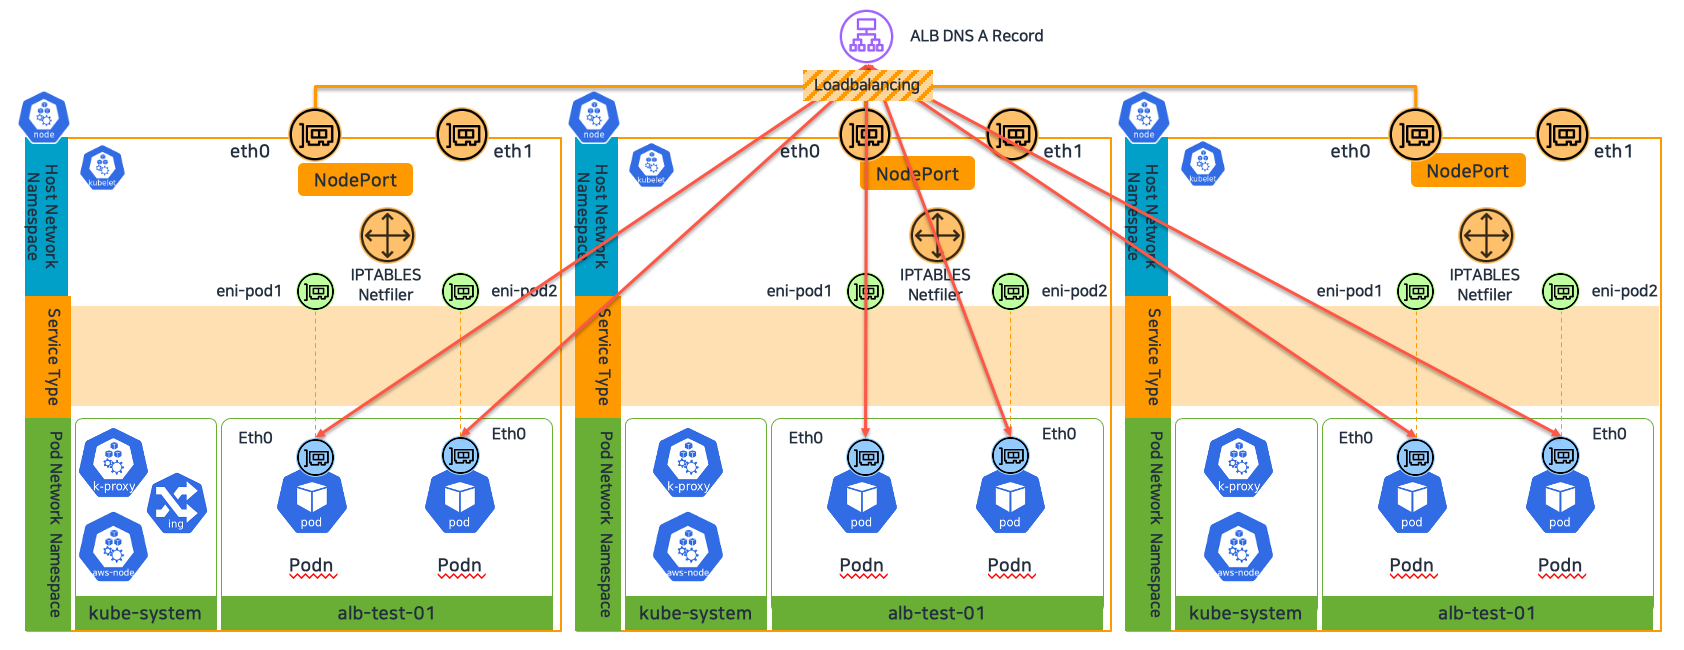 ALB DNS A Record
Loadbalancing
node
kubelet
eth0
eth1
NodePort
Host Network
Namespace
IPTABLES
Netfiler
eni-pod1
eni-pod2
Service Type
Pod Network Namespace
k-proxy
ing
aws-node
kube-system
Eth0
Eth0
pod
pod
Podn
Podn
alb-test-01
node
kubelet
eth0
eth1
NodePort
Host Network
Namespace
IPTABLES
Netfiler
eni-pod1
eni-pod2
Service Type
Pod Network Namespace
k-proxy
aws-node
kube-system
Eth0
Eth0
pod
pod
Podn
Podn
alb-test-01
node
kubelet
eth0
eth1
NodePort
Host Network
Namespace
IPTABLES
Netfiler
eni-pod1
eni-pod2
Service Type
Pod Network Namespace
k-proxy
aws-node
kube-system
Eth0
Eth0
pod
pod
Podn
Podn
alb-test-01